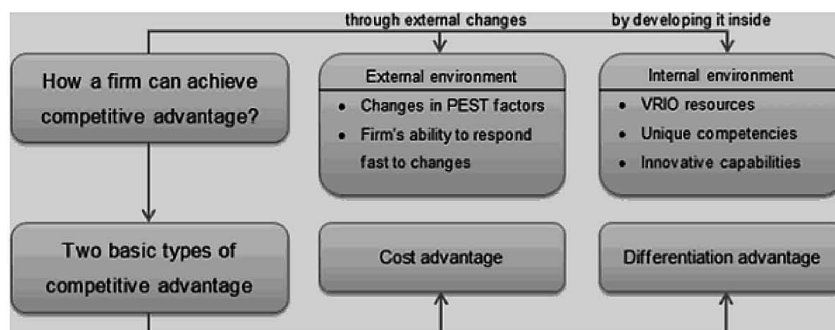 through external changes
by developing it inside
How a firm can achieve
competitive advantage?
External environment
• Changes in PEST factors
• Firm's ability to respond
fast to changes
Internal environment
• VRIO resources
• Unique competencies
• Innovative capabilities
Two basic types of
competitive advantage
Cost advantage
Differentiation advantage